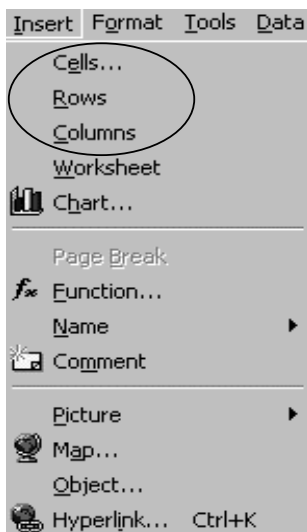 Insert Format Tools Data
Cells...
Rows
Columns
Worksheet
Chart...
Page Break
fx Function...
Name
Comment
Picture
Map...
Object...
Hyperlink... Ctrl+K